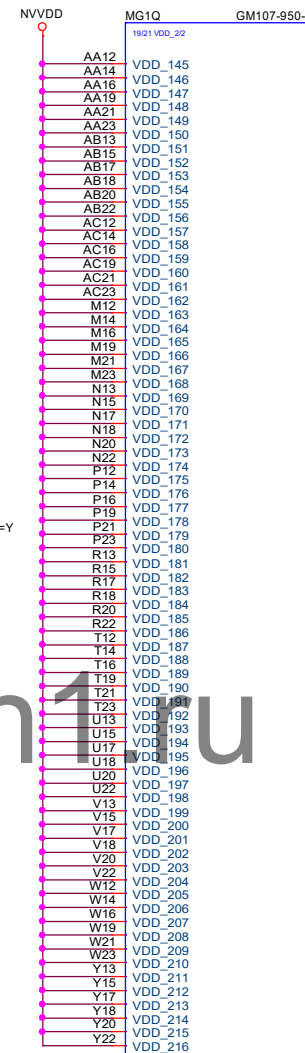 NVVDD MG1Q GM107-950-
19/21 VDD_2/2
AA12 VDD_145
AA14 VDD_146
AA16 VDD_147
AA19 VDD_148
AA21 VDD_149
AA23 VDD_150
AB13 VDD_151
AB15 VDD_152
AB17 VDD_153
AB18 VDD_154
AB20 VDD_155
AB22 VDD_156
AC12 VDD_157
AC14 VDD_158
AC16 VDD_159
AC19 VDD_160
AC21 VDD_161
AC23 VDD_162
M12 VDD_163
M14 VDD_164
M16 VDD_165
M19 VDD_166
M21 VDD_167
M23 VDD_168
N13 VDD_169
N15 VDD_170
N17 VDD_171
N18 VDD_172
N20 VDD_173
N22 VDD_174
P12 VDD_175
P14 VDD_176
P16 VDD_177
P19 VDD_178
=Y P21 VDD_179
P23 VDD_180
R13 VDD_181
R15 VDD_182
R17 VDD_183
R18 VDD_184
R20 VDD_185
R22 VDD_186
T12 VDD_187
T14 VDD_188
T16 VDD_189
T19 VDD_190
T21 VDD_191
T23 VDD_192
U13 VDD_193
U15 VDD_194
U17 VDD_195
U18 VDD_196
U20 VDD_197
U22 VDD_198
V13 VDD_199
V15 VDD_200
V17 VDD_201
V18 VDD_202
V20 VDD_203
V22 VDD_204
W12 VDD_205
W14 VDD_206
W16 VDD_207
W19 VDD_208
W21 VDD_209
W23 VDD_210
Y13 VDD_211
Y15 VDD_212
Y17 VDD_213
Y18 VDD_214
Y20 VDD_215
Y22 VDD_216
n1.ru